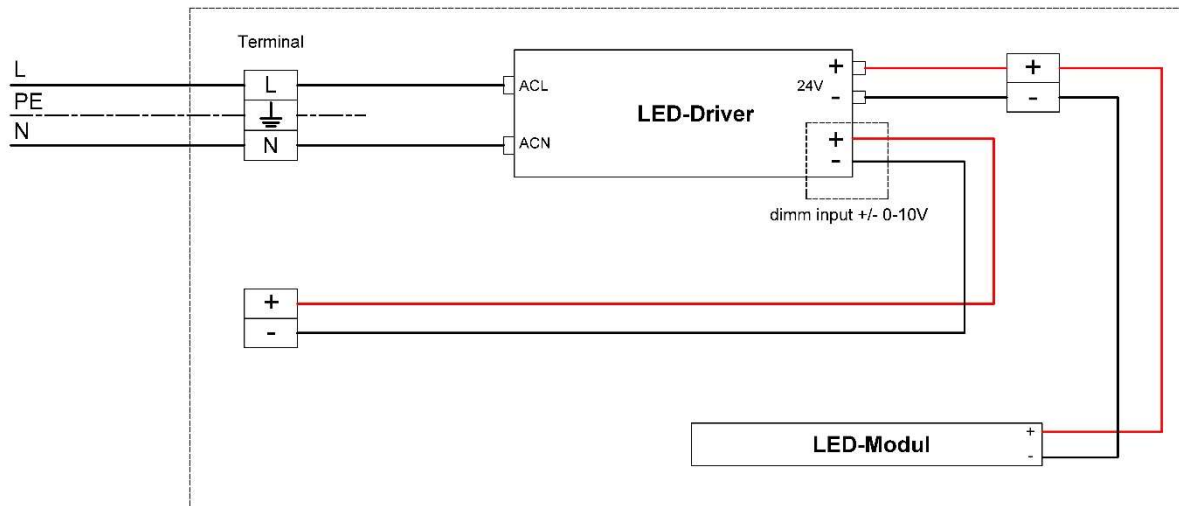 Terminal
L
PE
N
L
N
ACL
ACN
LED-Driver
+
24V
-
+
-
dimm input +/- 0-10V
+
-
+
-
LED-Modul
+
-